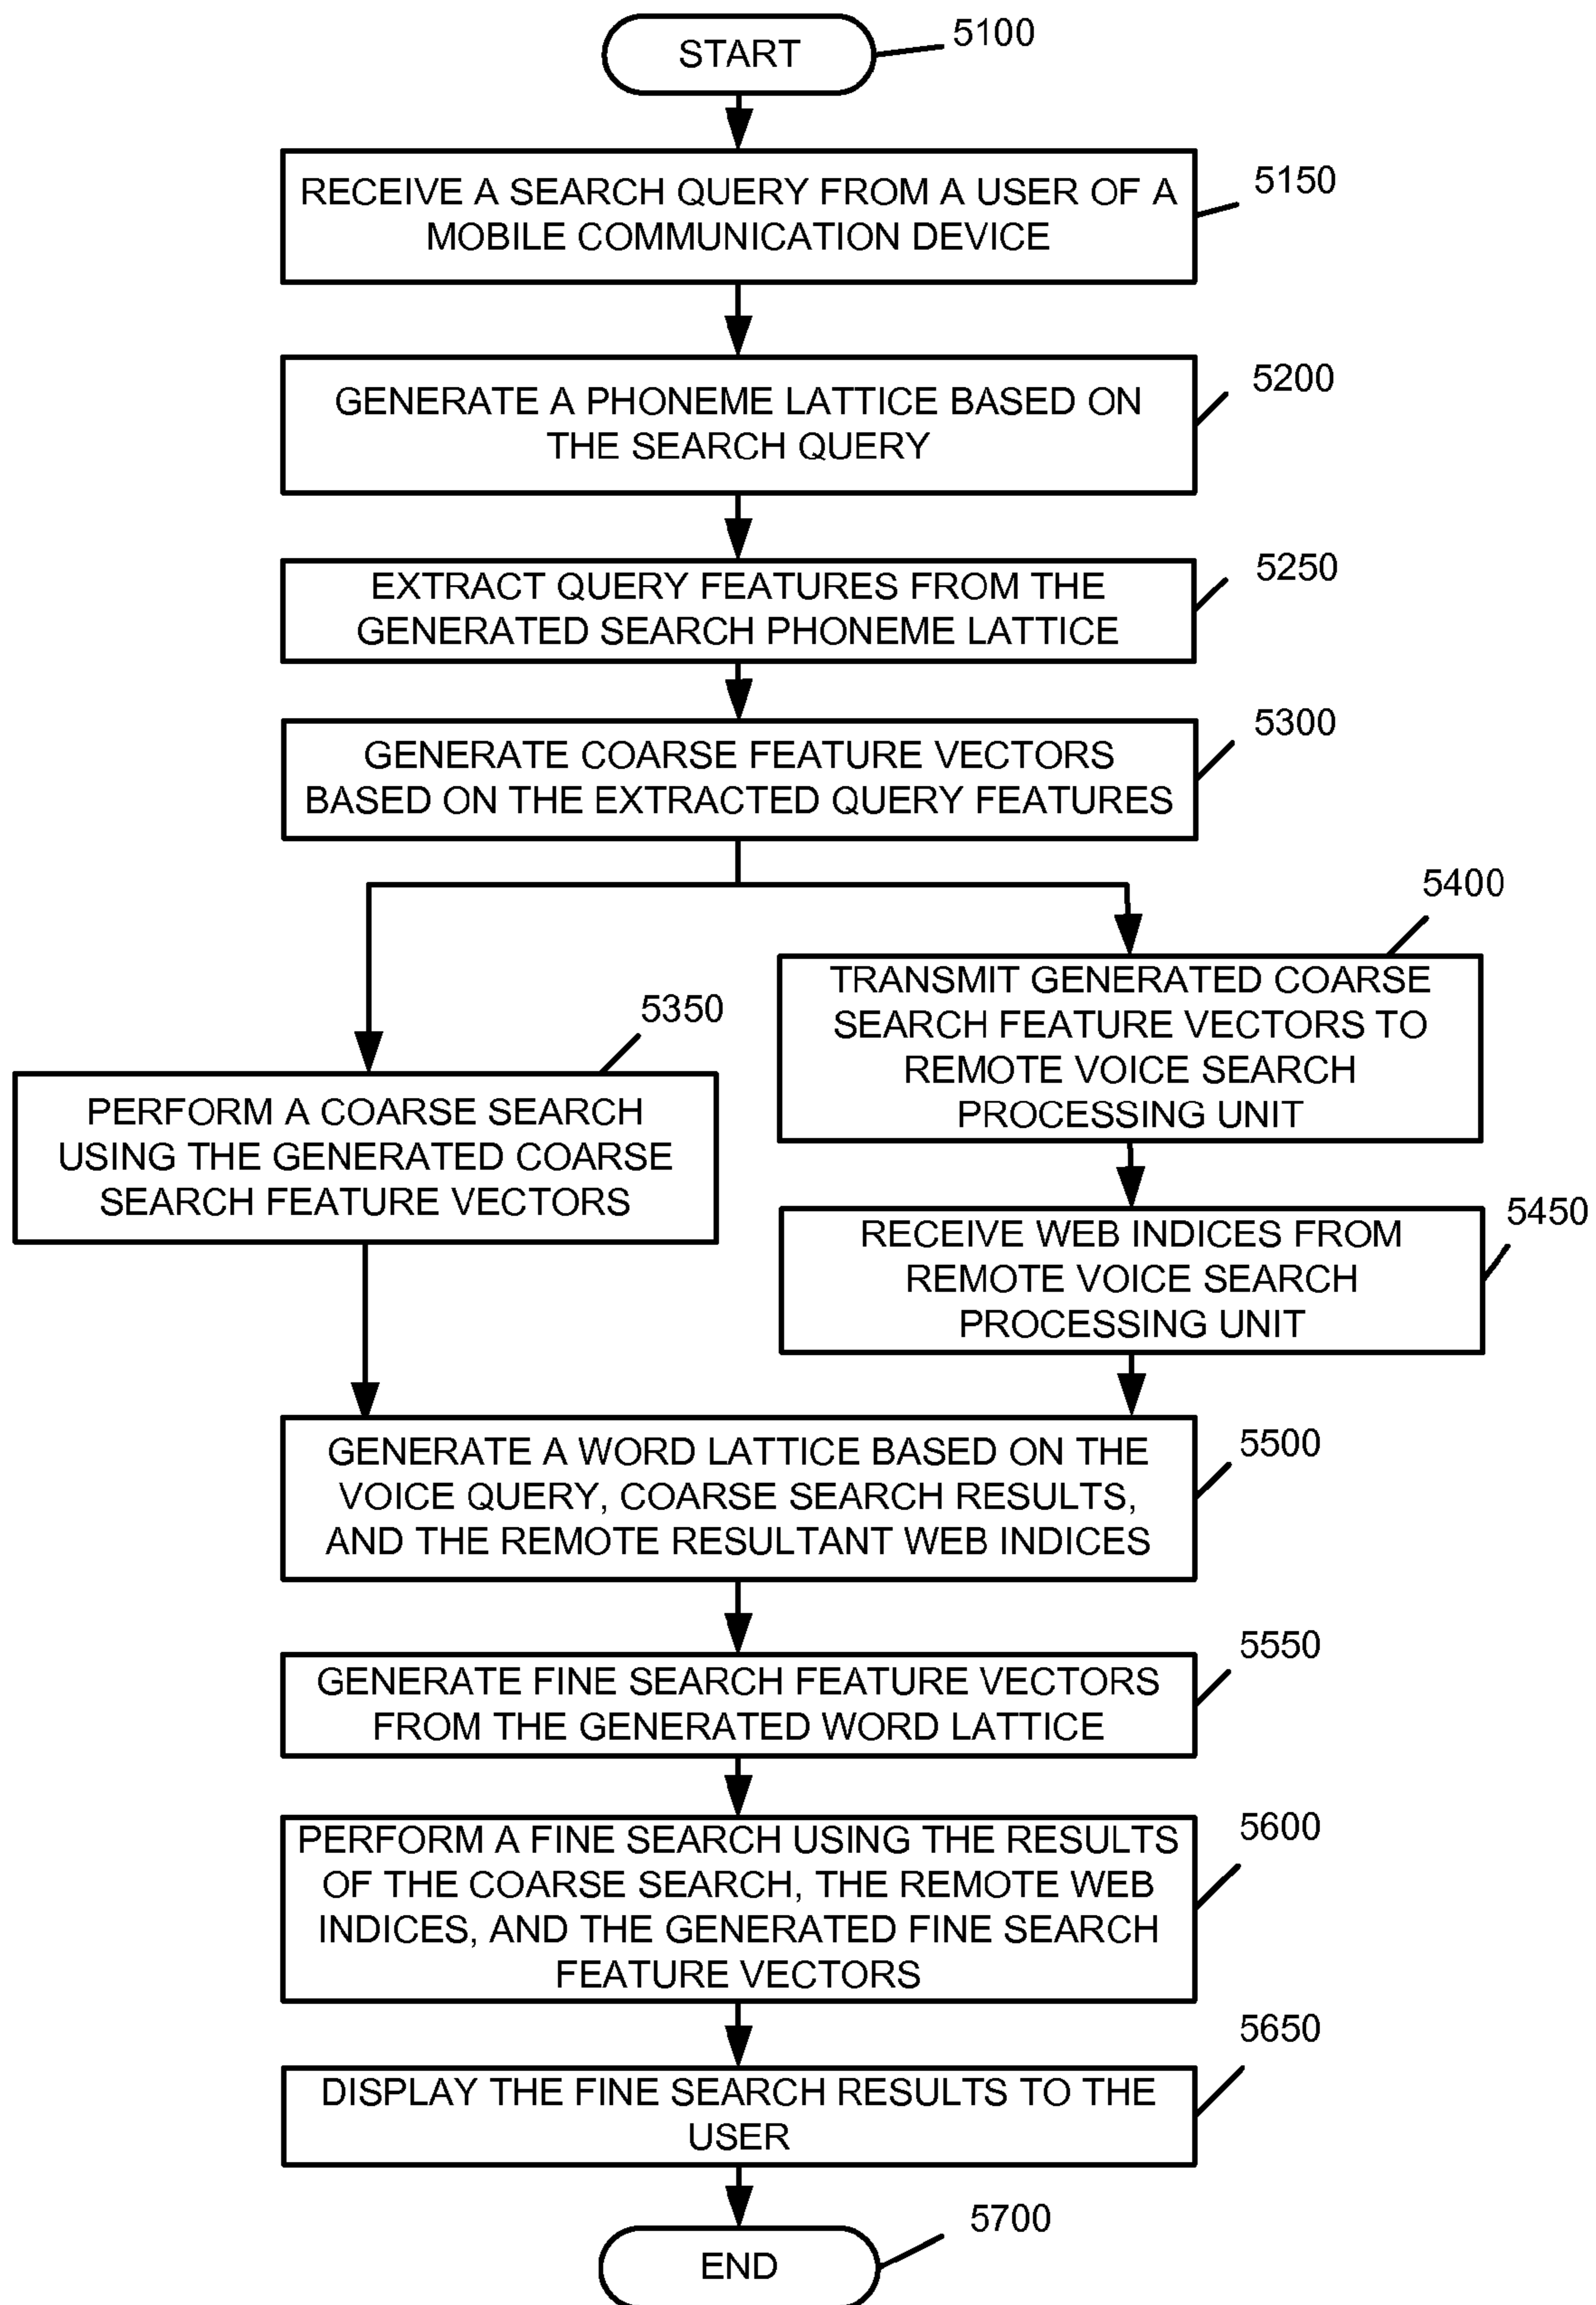 START
5100
RECEIVE A SEARCH QUERY FROM A USER OF A
MOBILE COMMUNICATION DEVICE
5150
GENERATE A PHONEME LATTICE BASED ON
THE SEARCH QUERY
5200
EXTRACT QUERY FEATURES FROM THE
GENERATED SEARCH PHONEME LATTICE
5250
GENERATE COARSE FEATURE VECTORS
BASED ON THE EXTRACTED QUERY FEATURES
5300
5350
PERFORM A COARSE SEARCH
USING THE GENERATED COARSE
SEARCH FEATURE VECTORS
5400
TRANSMIT GENERATED COARSE
SEARCH FEATURE VECTORS TO
REMOTE VOICE SEARCH
PROCESSING UNIT
5450
RECEIVE WEB INDICES FROM
REMOTE VOICE SEARCH
PROCESSING UNIT
GENERATE A WORD LATTICE BASED ON THE
VOICE QUERY, COARSE SEARCH RESULTS,
AND THE REMOTE RESULTANT WEB INDICES
5500
GENERATE FINE SEARCH FEATURE VECTORS
FROM THE GENERATED WORD LATTICE
5550
PERFORM A FINE SEARCH USING THE RESULTS
OF THE COARSE SEARCH, THE REMOTE WEB
INDICES, AND THE GENERATED FINE SEARCH
FEATURE VECTORS
5600
DISPLAY THE FINE SEARCH RESULTS TO THE
USER
5650
END
5700